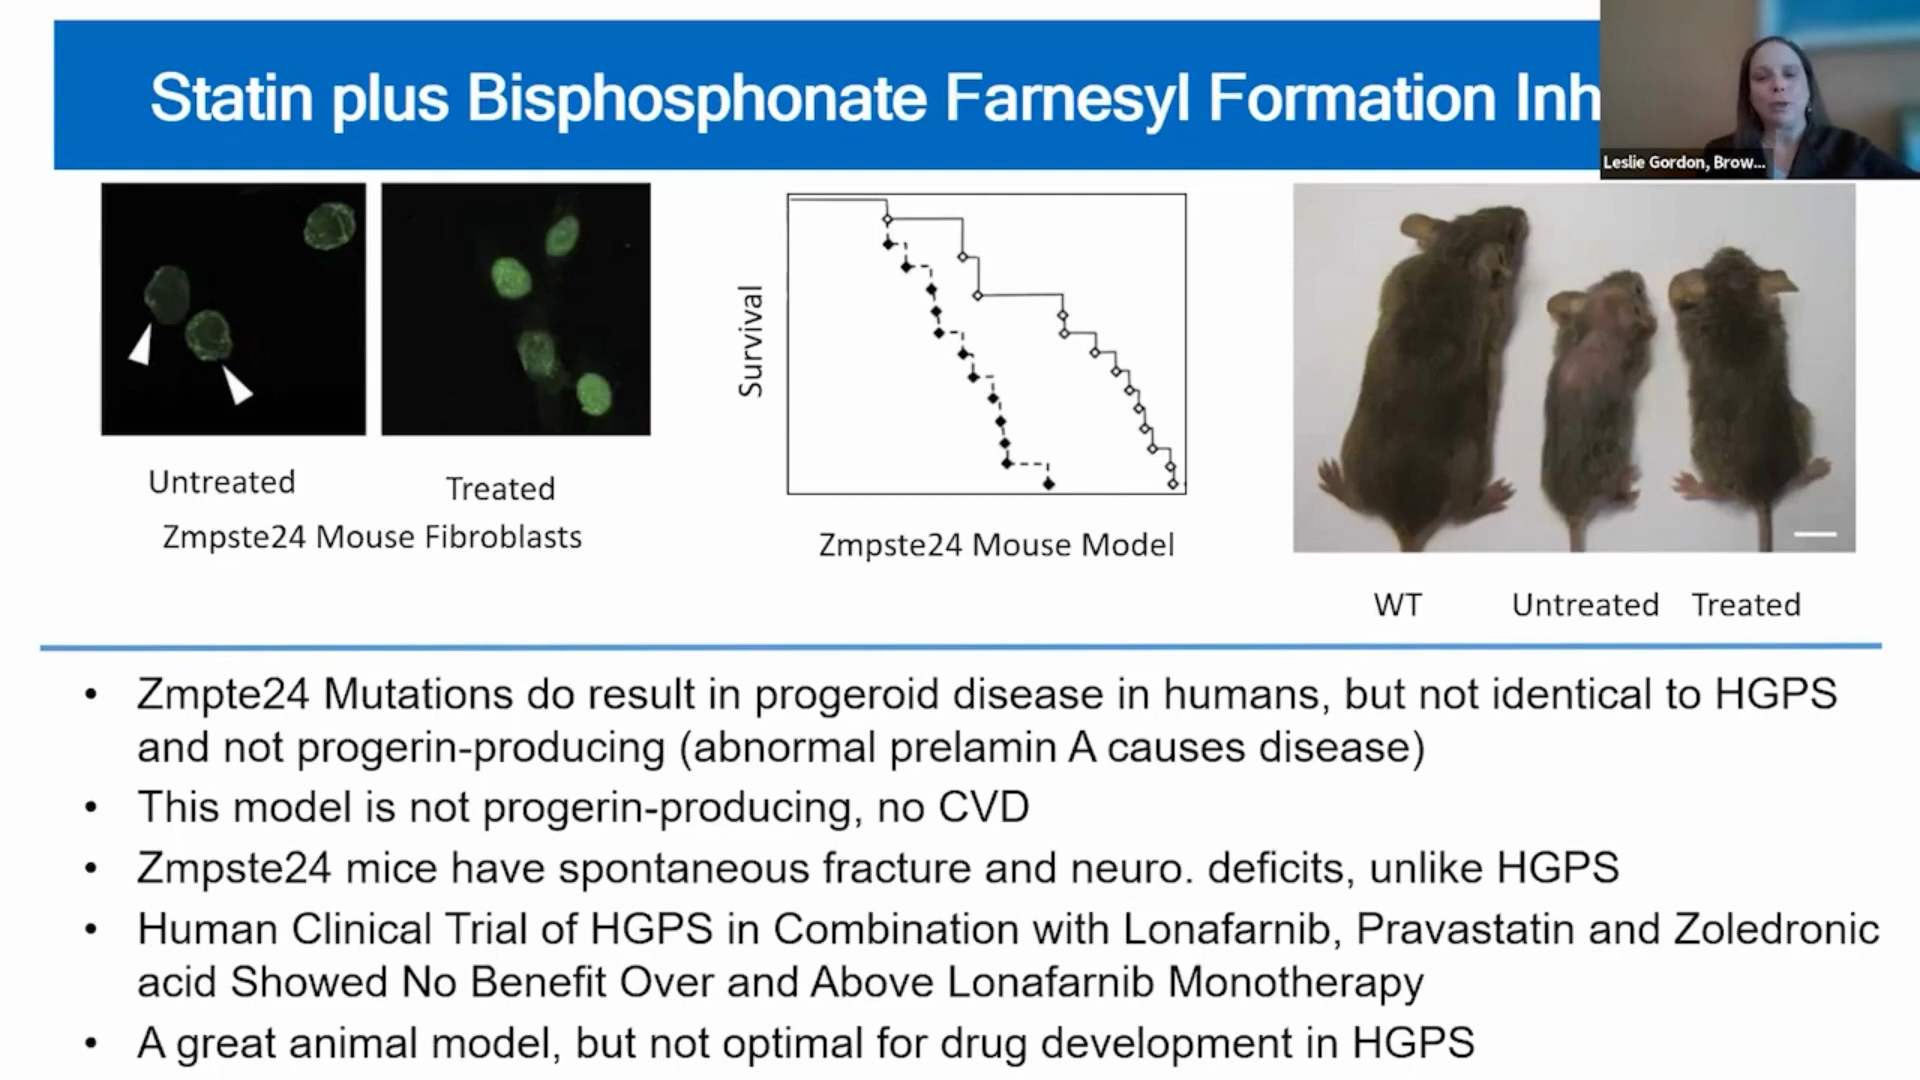 Statin plus Bisphosphonate Farnesyl Formation Inh
Leslie Gordon, Brow...
Untreated
Treated
Zmpste24 Mouse Fibroblasts
Survival
Zmpste24 Mouse Model
WT Untreated Treated
• Zmpte24 Mutations do result in progeroid disease in humans, but not identical to HGPS
and not progerin-producing (abnormal prelamin A causes disease)
• This model is not progerin-producing, no CVD
• Zmpste24 mice have spontaneous fracture and neuro. deficits, unlike HGPS
• Human Clinical Trial of HGPS in Combination with Lonafarnib, Pravastatin and Zoledronic
acid Showed No Benefit Over and Above Lonafarnib Monotherapy
• A great animal model, but not optimal for drug development in HGPS